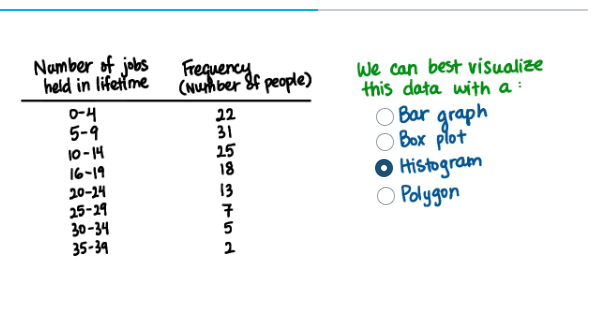 Number of jobs held in lifetime	Frequency (Number of people)
0-4	22
5-9	31
10-14	25
16-19	18
20-24	13
25-29	7
30-34	5
35-39	2
We can best visualize
this data with a :
Bar graph
Box plot
Histogram
Polygon